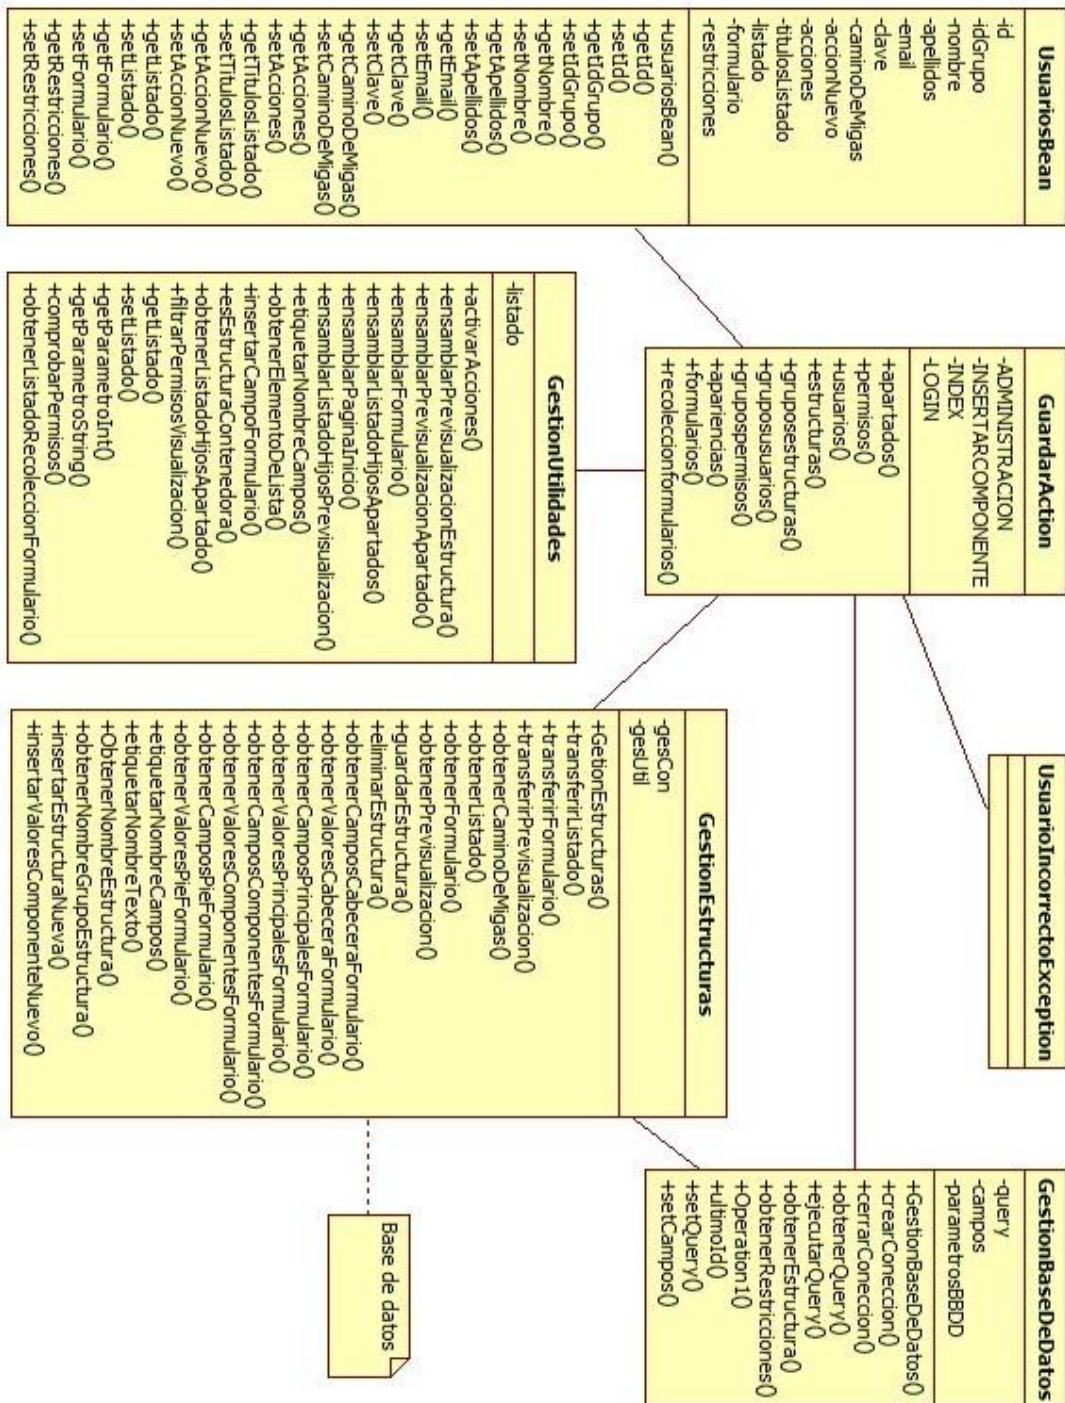 UsuariosBean
-id
-idGrupo
-nombre
-apellidos
-email
-clave
-caminoDeMigas
-accionNuevo
-acciones
-titulosListado
-listado
-formulario
-restricciones
+usuariosBean()
+getId()
+setId()
+getIdGrupo()
+setIdGrupo()
+getNombre()
+setNombre()
+getApellidos()
+setApellidos()
+getEmail()
+setEmail()
+getClave()
+setClave()
+getCaminoDeMigas()
+setCaminoDeMigas()
+getAcciones()
+setAcciones()
+getTitulosListado()
+setTitulosListado()
+getAccionNuevo()
+setAccionNuevo()
+getListado()
+setListado()
+getFormulario()
+setFormulario()
+getRestricciones()
+setRestricciones()
GuardarAction
-ADMINISTRACION
-INSERTARCOMPONENTE
-INDEX
-LOGIN
+apartados()
+permisos()
+usuarios()
+estructuras()
+gruposestructuras()
+gruposusuarios()
+grupospermisos()
+apariencias()
+formularios()
+recoleccionformularios()
GestionUtilidades
-listado
+activarAcciones()
+ensamblarPrevisualizacionEstructura()
+ensamblarPrevisualizacionApartado()
+ensamblarFormulario()
+ensamblarListadoHijosApartados()
+ensamblarPaginaInicio()
+ensamblarListadoHijosPrevisualizacion()
+etiquetarNombreCampos()
+obtenerElementoDeLista()
+insertarCampoFormulario()
+esEstructuraContenedora()
+obtenerListadoHijosApartado()
+filtrarPermisosVisualizacion()
+getListado()
+setListado()
+getParametroInt()
+getParametroString()
+comprobarPermisos()
+obtenerListadoRecoleccionFormulario()
UsuarioIncorrectoException
GestionEstructuras
-gesCon
-gesUtil
+GetionEstructuras()
+transferirListado()
+transferirFormulario()
+transferirPrevisualizacion()
+obtenerCaminoDeMigas()
+obtenerListado()
+obtenerFormulario()
+obtenerPrevisualizacion()
+guardarEstructura()
+eliminarEstructura()
+obtenerCamposCabeceraFormulario()
+obtenerValoresCabeceraFormulario()
+obtenerCamposPrincipalesFormulario()
+obtenerValoresPrincipalesFormulario()
+obtenerCamposComponentesFormulario()
+obtenerValoresComponentesFormulario()
+obtenerCamposPieFormulario()
+obtenerValoresPieFormulario()
+etiquetarNombreCampos()
+etiquetarNombreTexto()
+ObtenerNombreEstructura()
+obtenerNombreGrupoEstructura()
+insertarEstructuraNueva()
+insertarValoresComponenteNuevo()
GestionBaseDeDatos
-query
-campos
-parametrosBBDD
+GestionBaseDeDatos()
+crearConeccion()
+cerrarConeccion()
+obtenerQuery()
+ejecutarQuery()
+obtenerEstructura()
+obtenerRestricciones()
+Operation1()
+ultimoId()
+setQuery()
+setCampos()
Base de datos